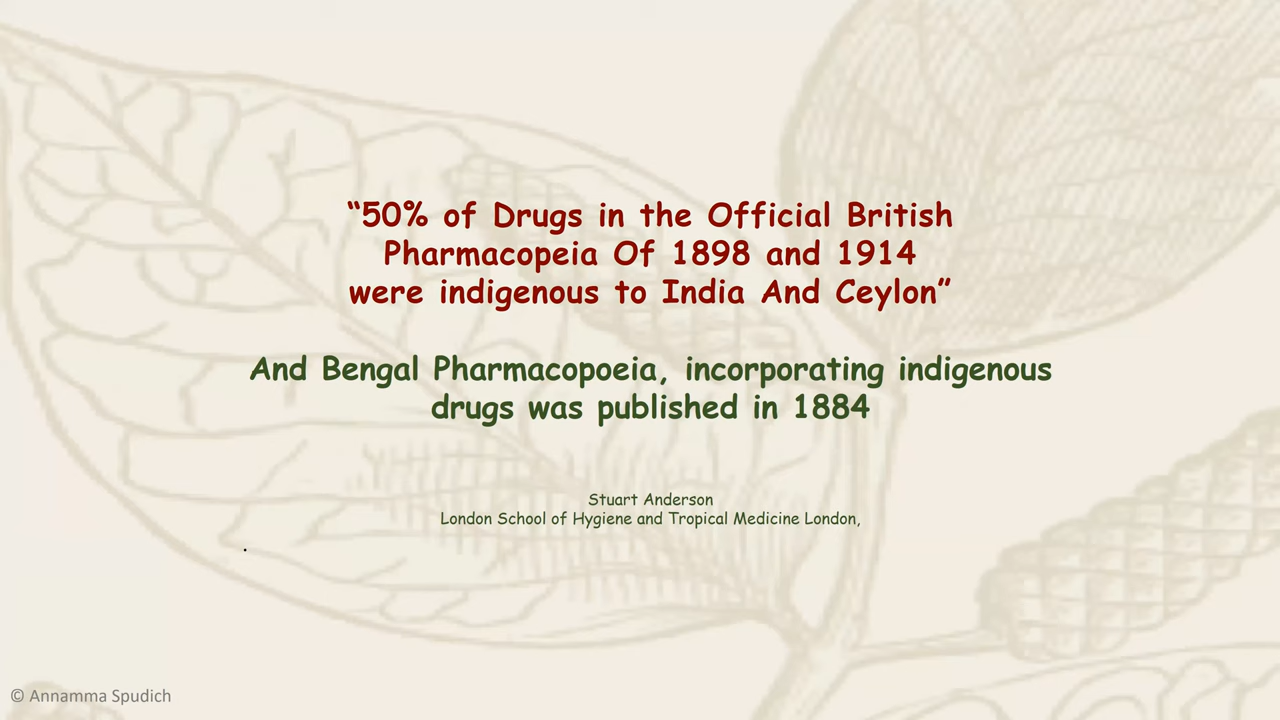 “50% of Drugs in the Official British
Pharmacopeia Of 1898 and 1914
were indigenous to India And Ceylon”
And Bengal Pharmacopoeia, incorporating indigenous
drugs was published in 1884
Stuart Anderson
London School of Hygiene and Tropical Medicine London,
.
© Annamma Spudich